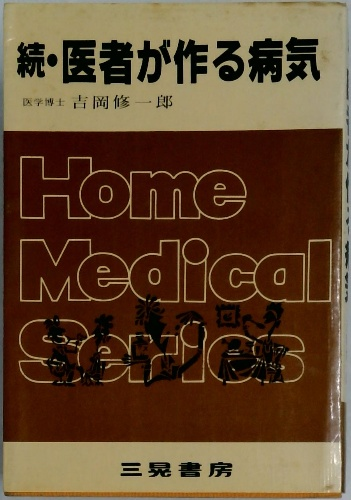 続・医者が作る病気
医学博士 吉岡修一郎
Home
Medical
Series
三晃書房